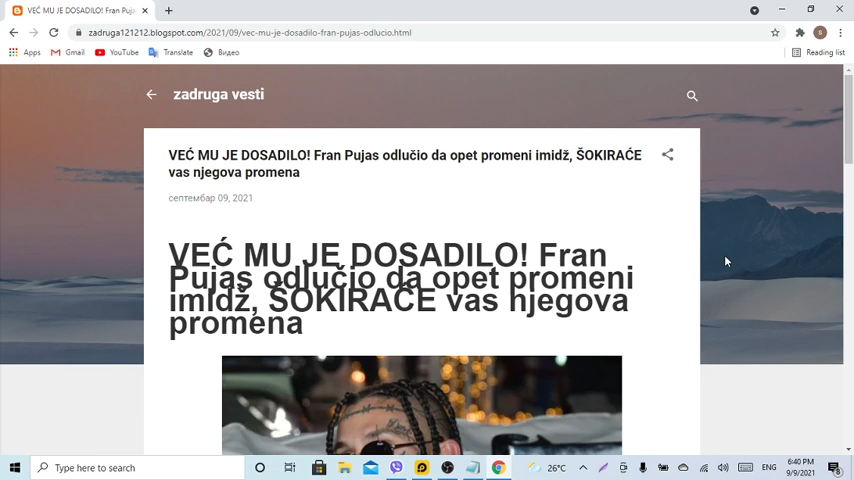 VEĆ MU JE DOSADILO! Fran Puja
zadruga121212.blogspot.com/2021/09/vec-mu-je-dosadilo-fran-pujas-odlucio.html
B
Apps Gmail YouTube Translate Видео Reading list
zadruga vesti
VEĆ MU JE DOSADILO! Fran Pujas odlučio da opet promeni imidž, ŠOKIRAĆE
vas njegova promena
септембар 09, 2021
VEĆ MU JE DOSADILO! Fran
Pujas odlučio da opet promeni
imidž, ŠOKIRAĆE vas njegova
promena
Type here to search
26°C
ENG
6:40 PM
9/9/2021
8